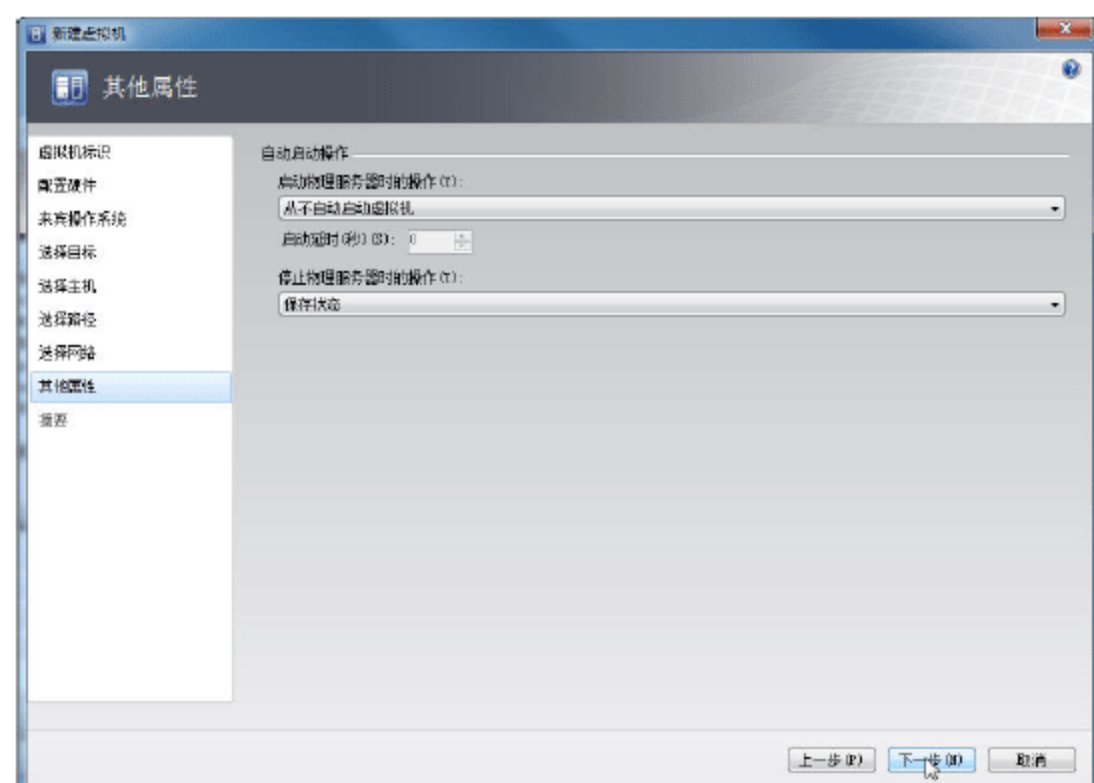 新建虚拟机
其他属性
虚拟机标识
配置硬件
来宾操作系统
选择目标
选择主机
选择路径
选择网络
其他属性
摘要
自动启动操作
启动物理服务器时的操作(T):
从不自动启动虚拟机
启动延时(秒)(S): 0
停止物理服务器时的操作(T):
保存状态
上一步(P) 下一步(N) 取消